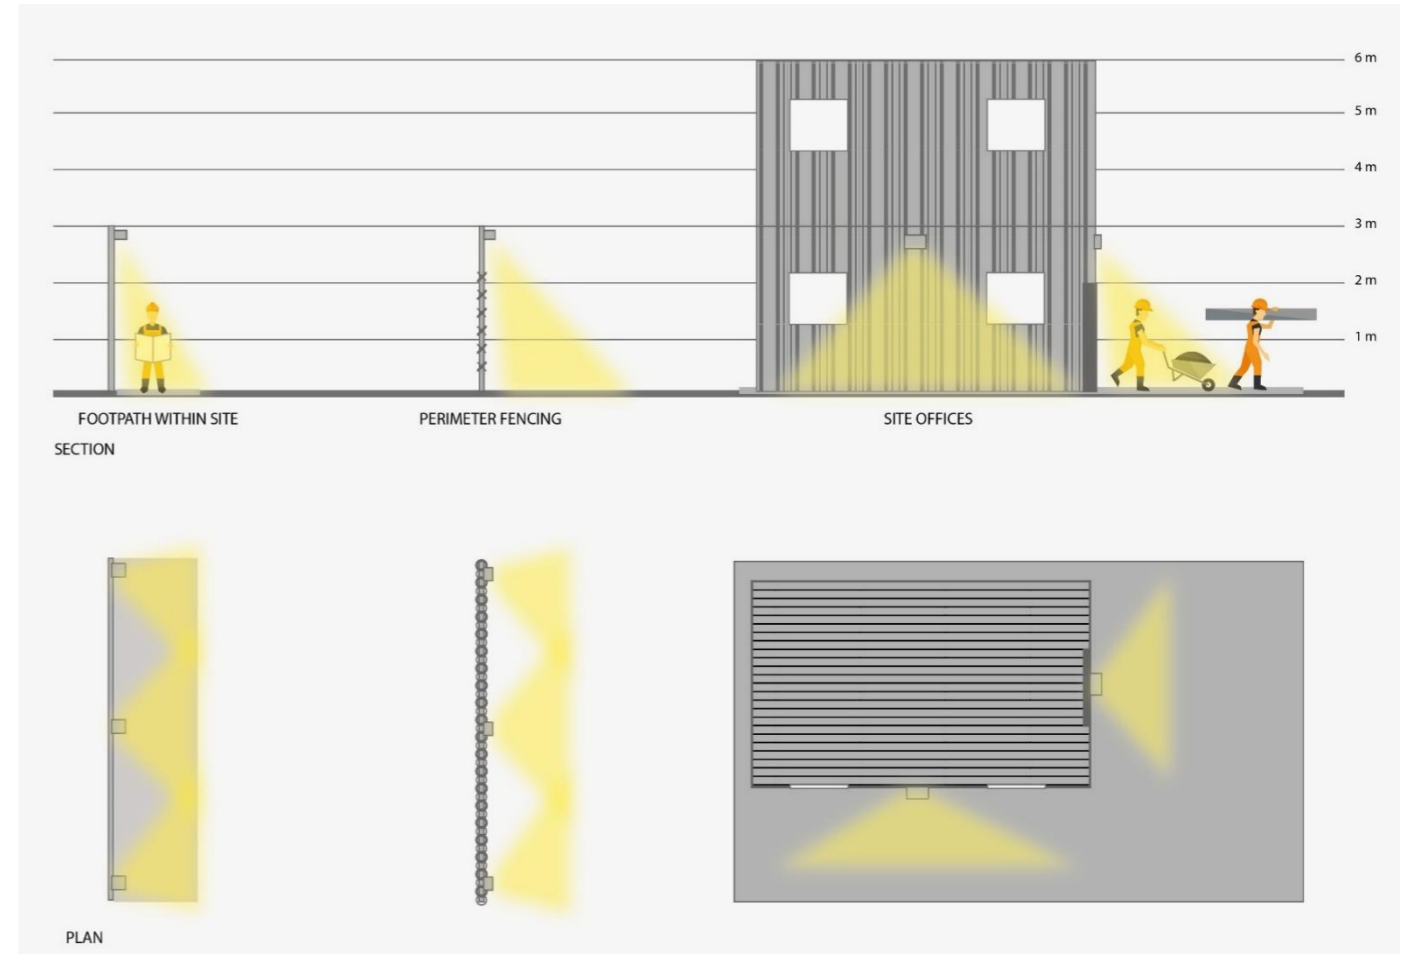 6 m
5 m
4 m
3 m
2 m
1 m
FOOTPATH WITHIN SITE
PERIMETER FENCING
SITE OFFICES
SECTION
PLAN